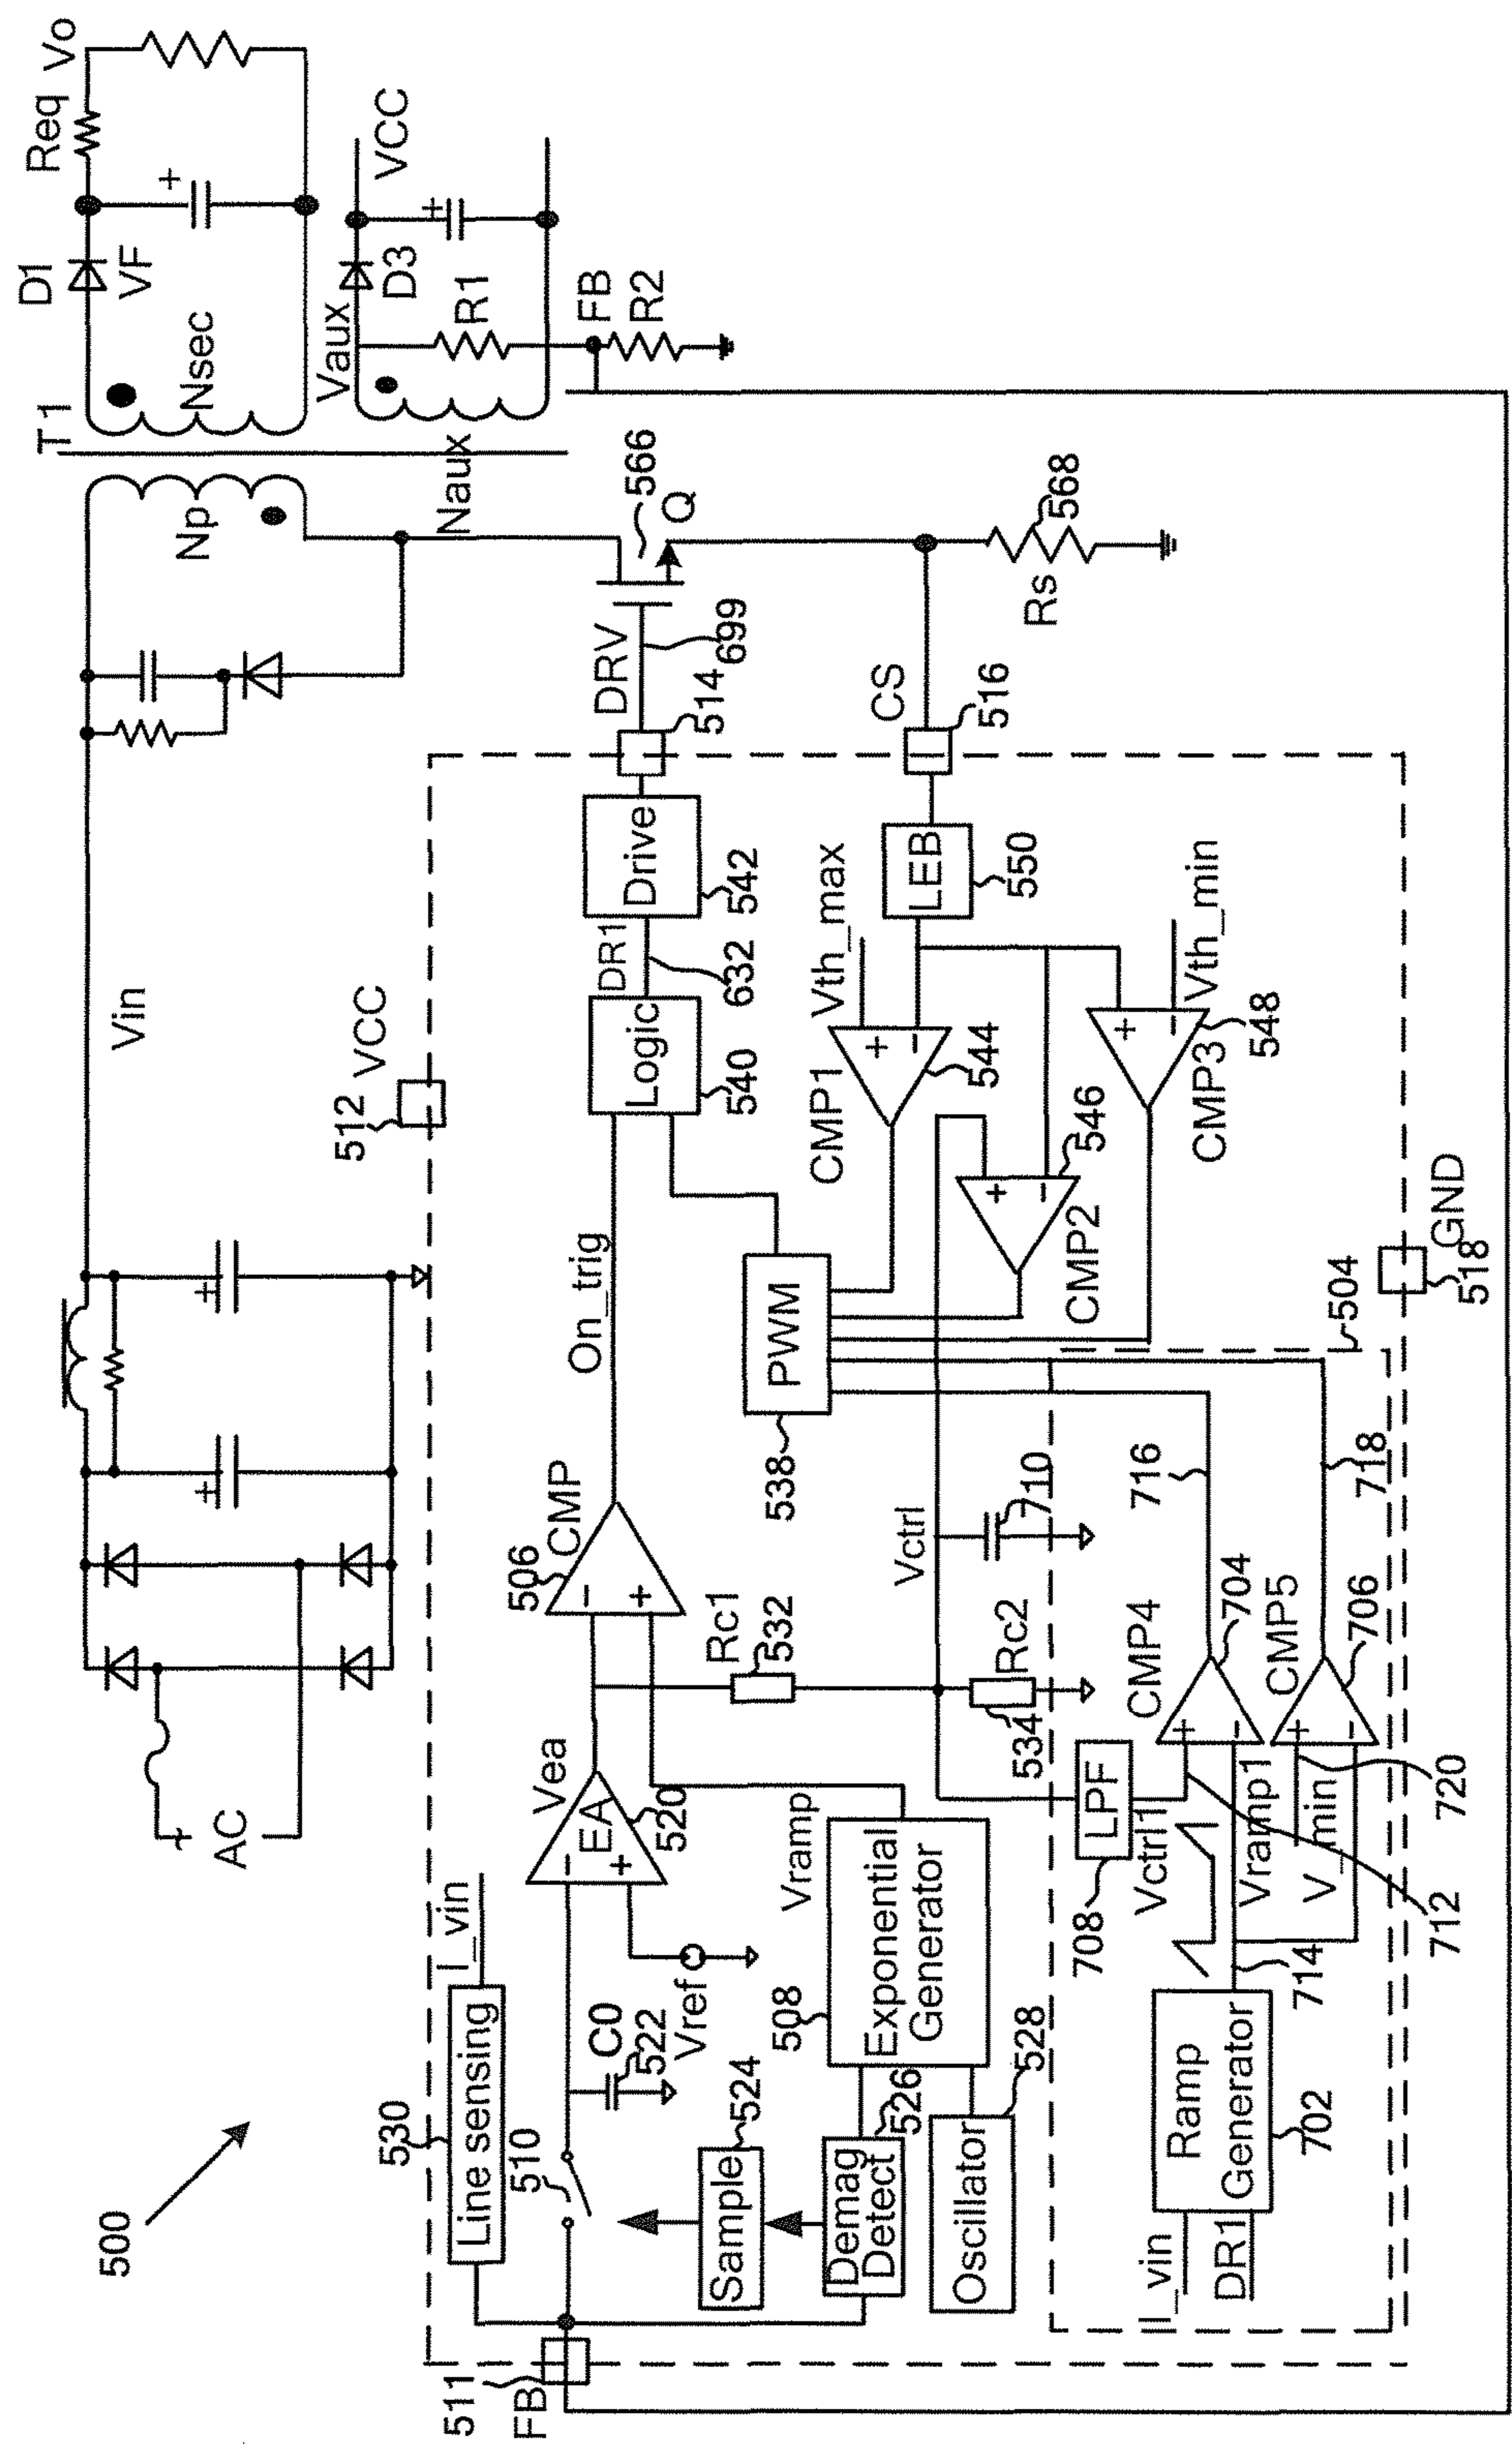 500
AC
Vin
T1
Np
Nsec
D1
VF
Req
Vo
Vaux
Naux
D3
VCC
R1
FB
R2
566
Q
568
Rs
DRV
699
514
CS
516
512
VCC
530
Line sensing
I_vin
511
FB
510
C0
522
Vref
524
Sample
Demag
Detect
526
Oscillator
528
508
Exponential
Generator
Vramp
EA
520
Vea
506
CMP
On_trig
Rc1
532
Rc2
534
Vctrl
710
538
PWM
Logic
540
DR1
632
Drive
542
LEB
550
Vth_max
CMP1
544
CMP2
546
CMP3
548
Vth_min
GND
518
504
I_vin
DR1
Ramp
Generator
702
714
708
LPF
Vctrl1
Vramp1
V_min
712
720
CMP4
704
CMP5
706
716
718
+
−